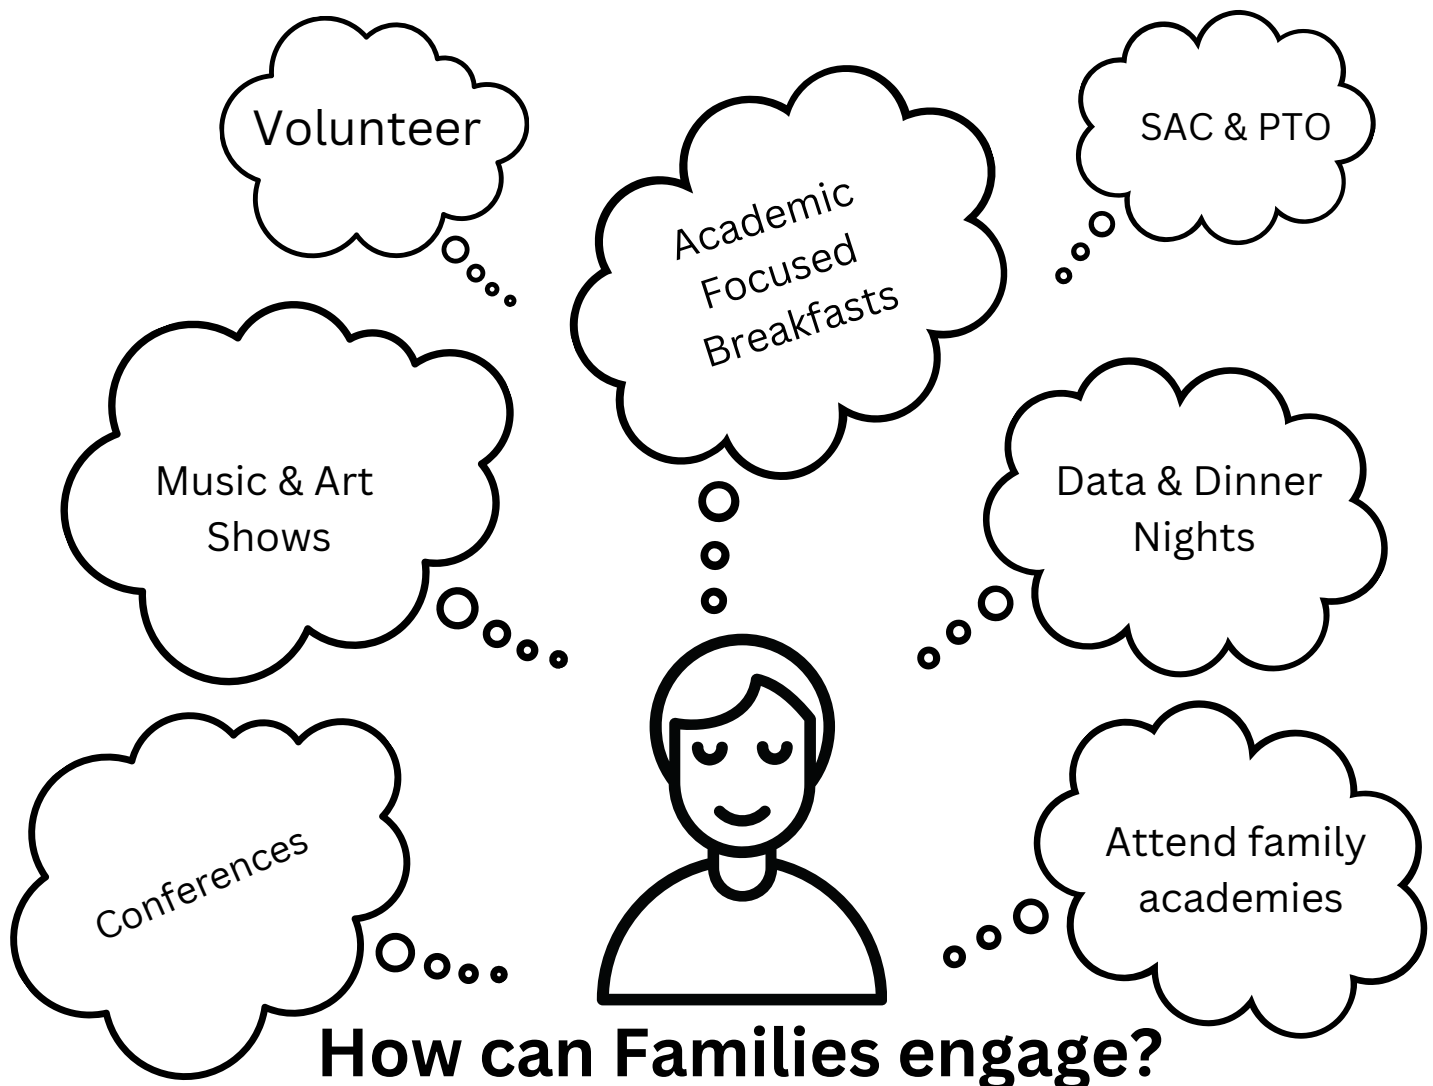 Volunteer
Academic
Focused
Breakfasts
SAC & PTO
Music & Art
Shows
Data & Dinner
Nights
Conferences
Attend family
academies
How can Families engage?